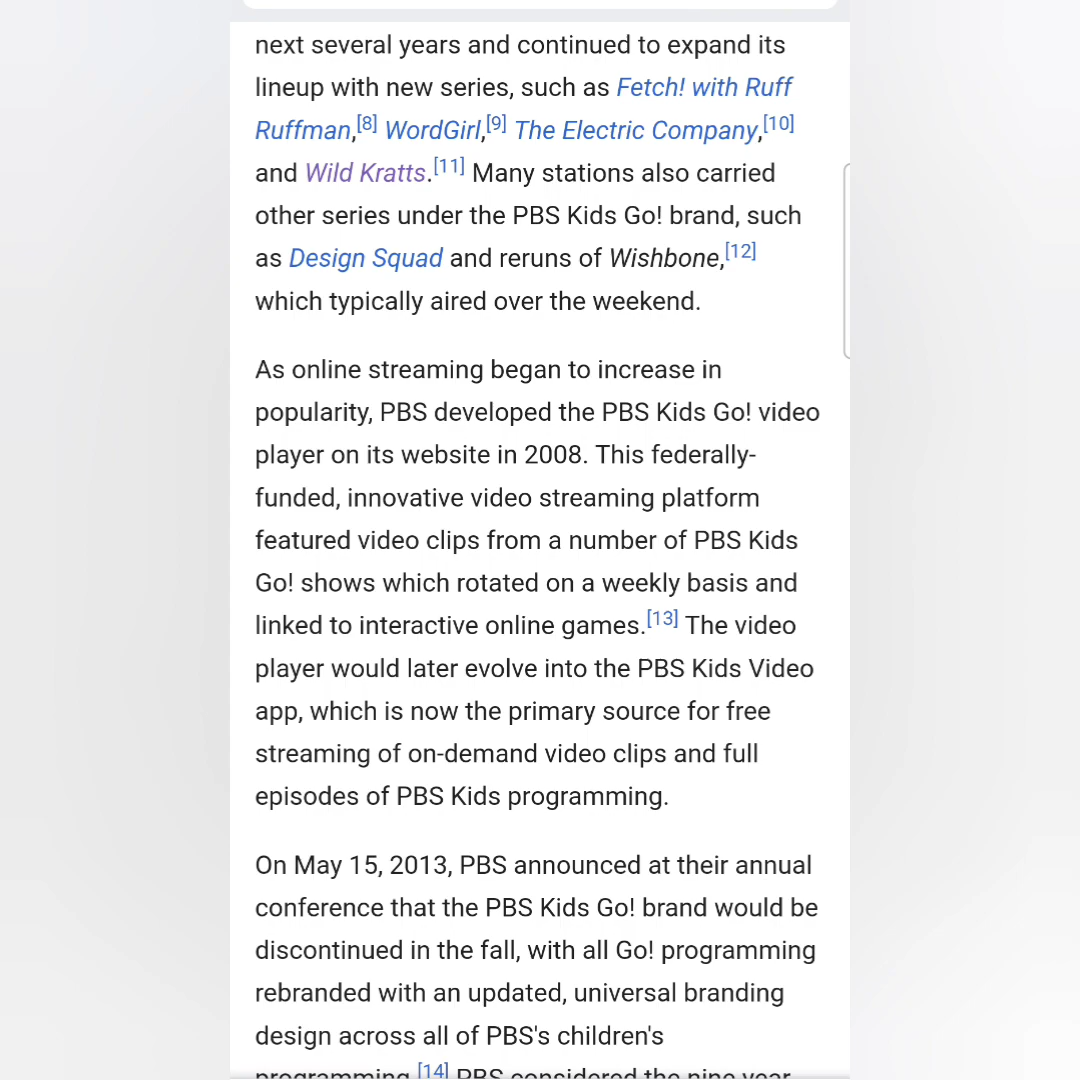 next several years and continued to expand its
lineup with new series, such as Fetch! with Ruff
Ruffman,[8] WordGirl,[9] The Electric Company,[10]
and Wild Kratts.[11] Many stations also carried
other series under the PBS Kids Go! brand, such
as Design Squad and reruns of Wishbone,[12]
which typically aired over the weekend.
As online streaming began to increase in
popularity, PBS developed the PBS Kids Go! video
player on its website in 2008. This federally-
funded, innovative video streaming platform
featured video clips from a number of PBS Kids
Go! shows which rotated on a weekly basis and
linked to interactive online games.[13] The video
player would later evolve into the PBS Kids Video
app, which is now the primary source for free
streaming of on-demand video clips and full
episodes of PBS Kids programming.
On May 15, 2013, PBS announced at their annual
conference that the PBS Kids Go! brand would be
discontinued in the fall, with all Go! programming
rebranded with an updated, universal branding
design across all of PBS's children's
programming.[14] PBS considered the nine year